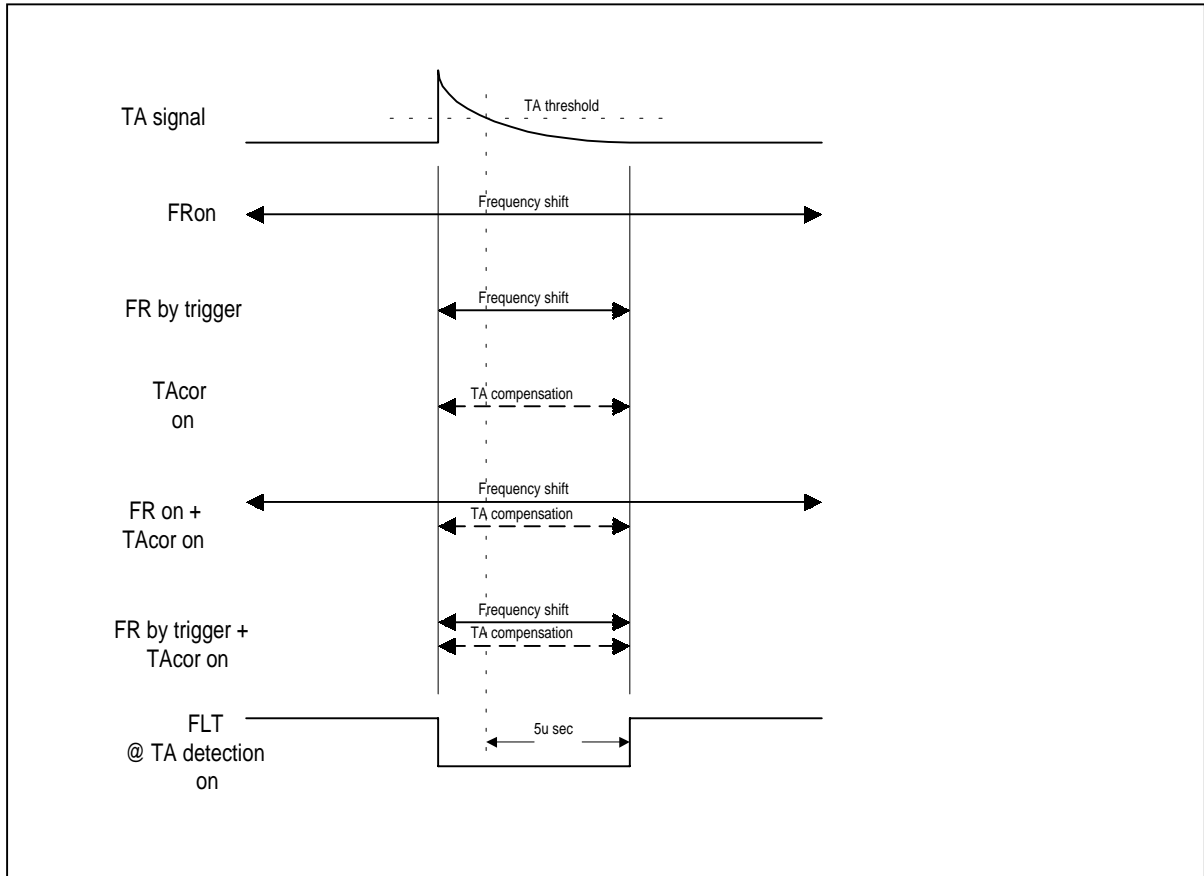 TA threshold
TA signal
Frequency shift
FRon
Frequency shift
FR by trigger
TAcor
on
TA compensation
Frequency shift
FR on +
TAcor on
TA compensation
Frequency shift
FR by trigger +
TAcor on
TA compensation
FLT
@ TA detection
on
5u sec